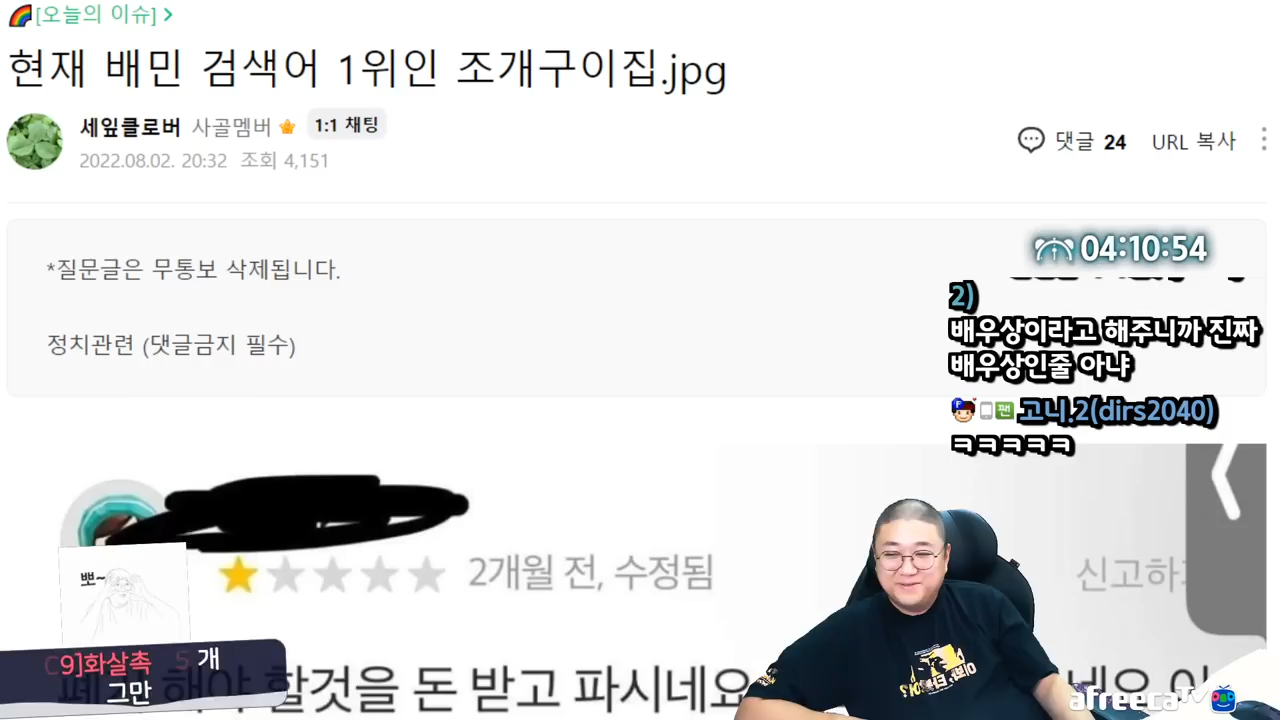 [오늘의 이슈] >
현재 배민 검색어 1위인 조개구이집.jpg
세잎클로버 사골멤버 1:1 채팅
2022.08.02. 20:32 조회 4,151
댓글 24 URL 복사
*질문글은 무통보 삭제됩니다.
정치관련 (댓글금지 필수)
04:10:54
2)
배우상이라고 해주니까 진짜
배우상인줄 아냐
팬 고니.2(dirs2040)
ㅋㅋㅋㅋㅋ
2개월 전, 수정됨
신고하
뽀~
9]화살촉 5 개
그만
할것을 돈 받고 파시네요
afreecaTV